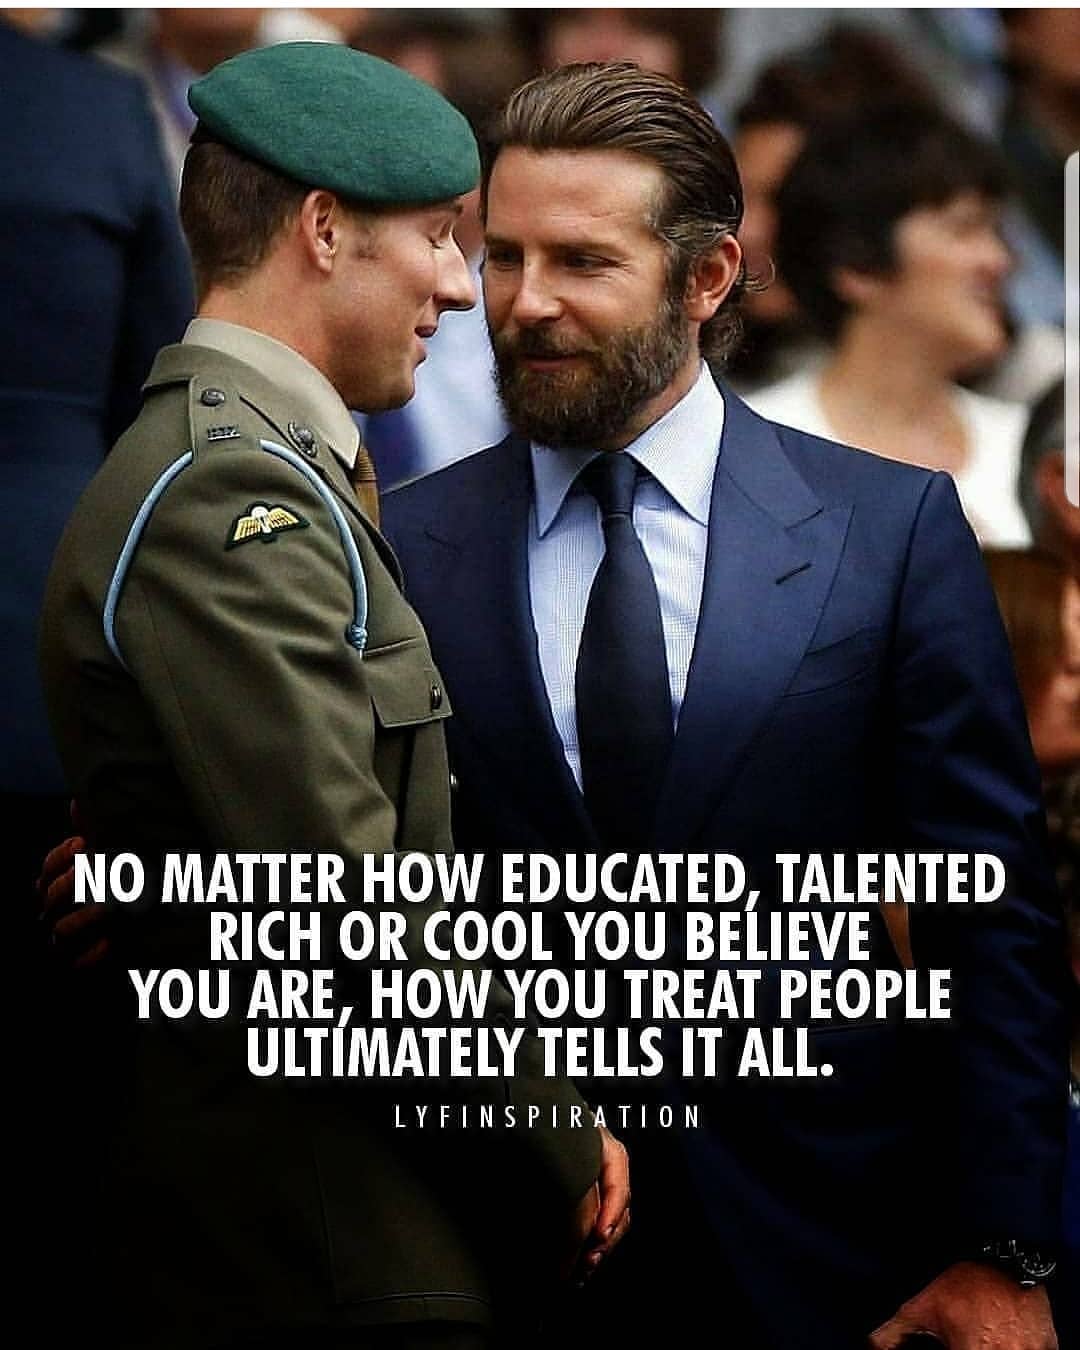 NO MATTER HOW EDUCATED, TALENTED
RICH OR COOL YOU BELIEVE
YOU ARE, HOW YOU TREAT PEOPLE
ULTIMATELY TELLS IT ALL.
LYFINSPIRATION